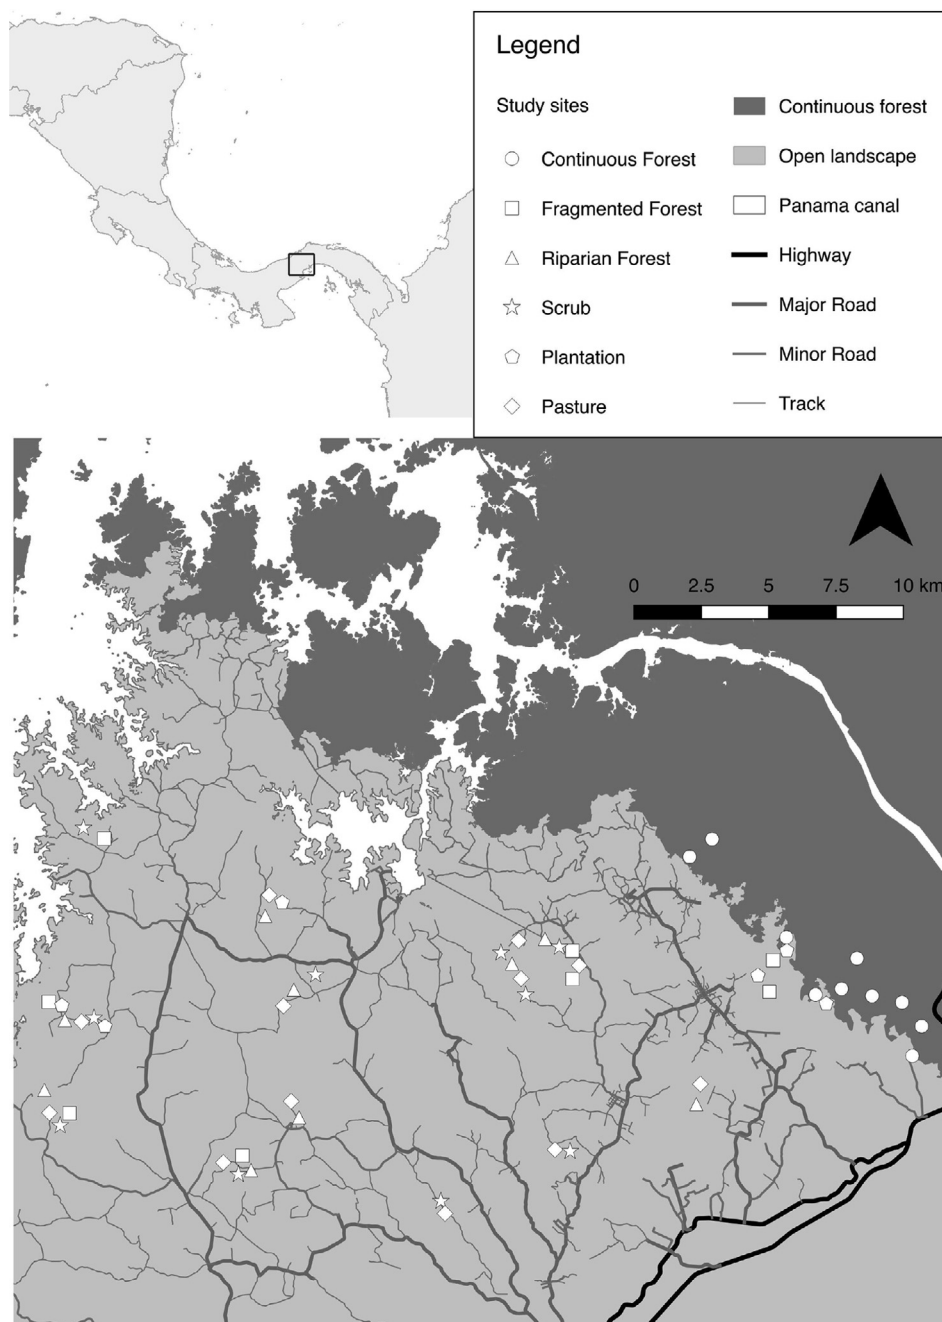 Legend
Study sites
Continuous Forest
Fragmented Forest
Riparian Forest
Scrub
Plantation
Pasture
Continuous forest
Open landscape
Panama canal
Highway
Major Road
Minor Road
Track
0 2.5 5 7.5 10 km